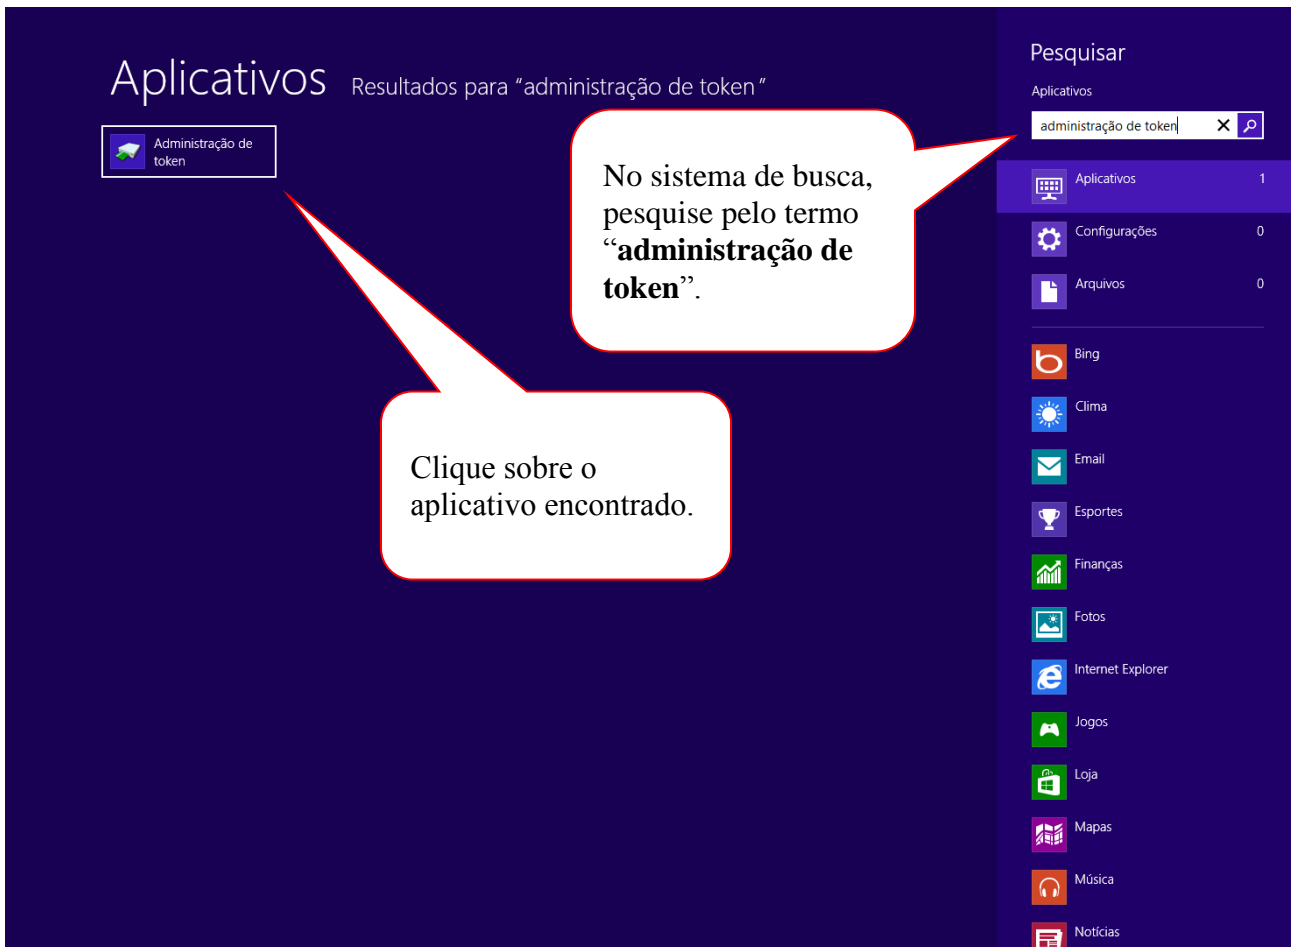 Aplicativos Resultados para “administração de token”
Administração de
token
No sistema de busca,
pesquise pelo termo
“administração de
token”.
Clique sobre o
aplicativo encontrado.
Pesquisar
Aplicativos
administração de token
Aplicativos 1
Configurações 0
Arquivos 0
Bing
Clima
Email
Esportes
Finanças
Fotos
Internet Explorer
Jogos
Loja
Mapas
Música
Notícias